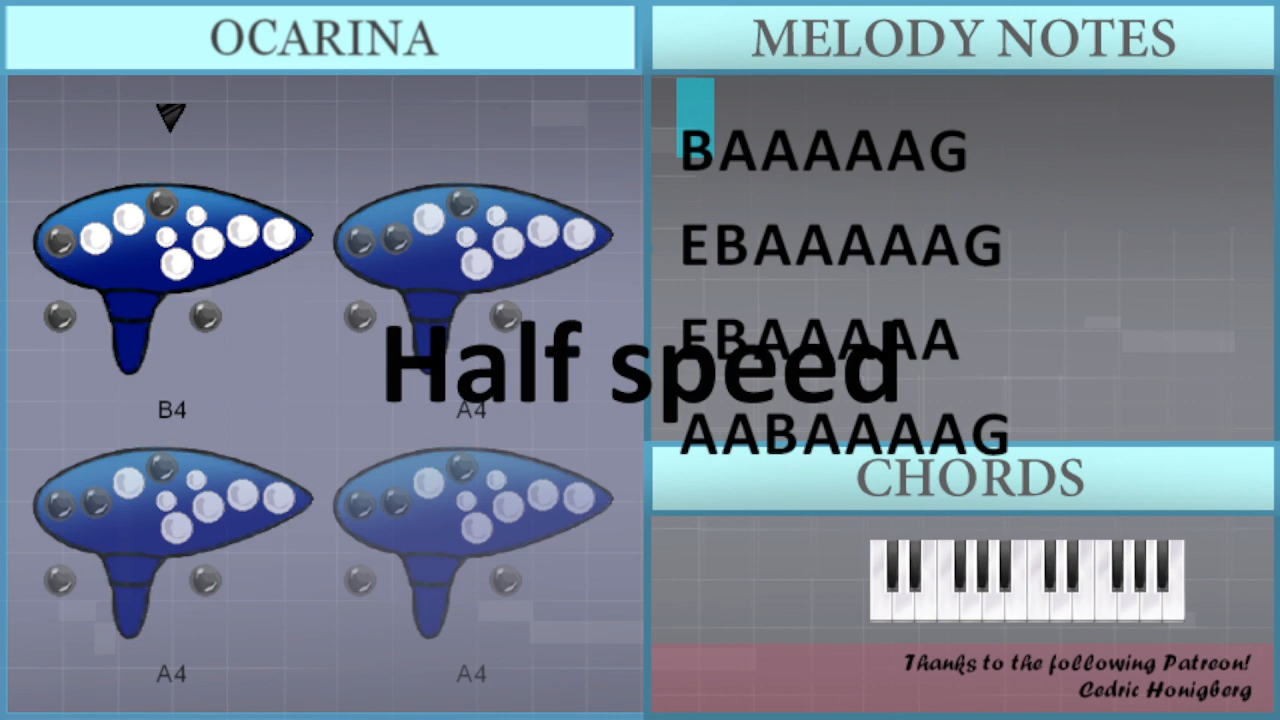 OCARINA
MELODY NOTES
BAAAAAG
EBAAAAAG
EBAAAAA
AABAAAAG
Half speed
B4
A4
A4
A4
CHORDS
Thanks to the following Patreon!
Cedric Honigberg